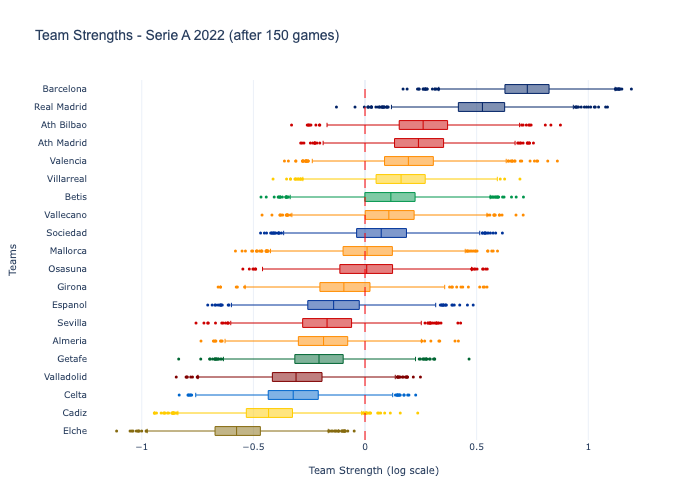 Team Strengths - Serie A 2022 (after 150 games)
Barcelona
Real Madrid
Ath Bilbao
Ath Madrid
Valencia
Villarreal
Betis
Vallecano
Sociedad
Mallorca
Osasuna
Girona
Espanol
Sevilla
Almeria
Getafe
Valladolid
Celta
Cadiz
Elche
Teams
−1 −0.5 0 0.5 1
Team Strength (log scale)